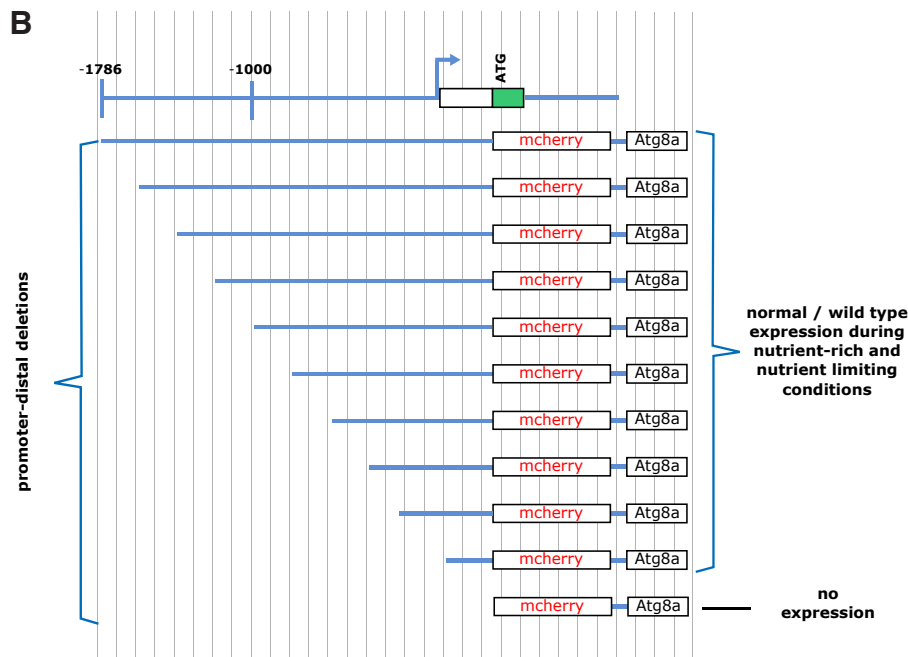 B
-1786
-1000
ATG
mcherry Atg8a
mcherry Atg8a
mcherry Atg8a
mcherry Atg8a
mcherry Atg8a
mcherry Atg8a
mcherry Atg8a
mcherry Atg8a
mcherry Atg8a
mcherry Atg8a
mcherry Atg8a
promoter-distal deletions
normal / wild type
expression during
nutrient-rich and
nutrient limiting
conditions
no
expression